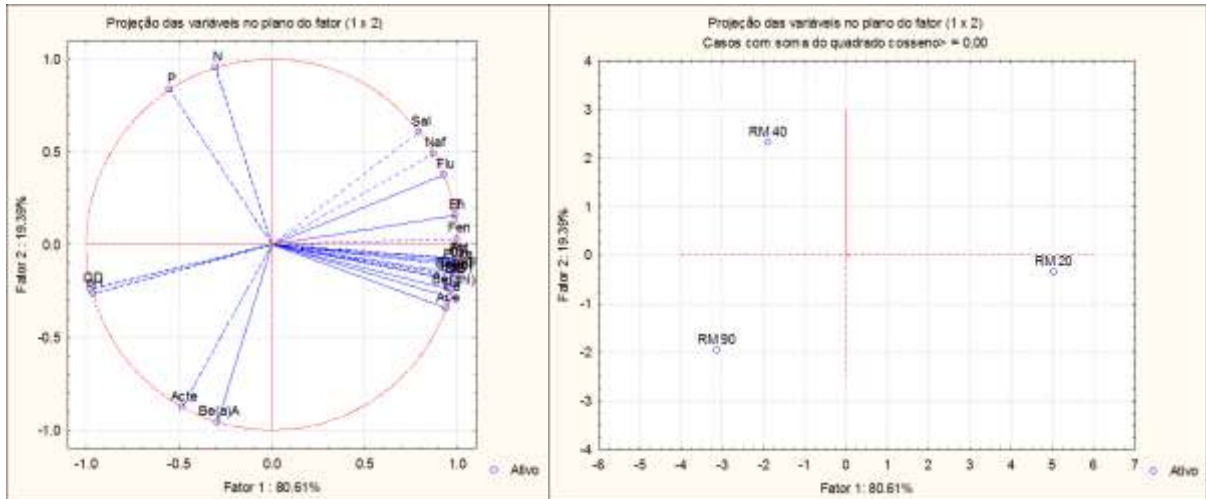 Projeção das variáveis no plano do fator (1 x 2)
1.0
0.5
0.0
-0.5
-1.0
Fator 2 : 19.39%
P
N
Sal
Naf
Flu
Eh
Fen
Ace
OD
Acte
Be(a)A
-1.0
-0.5
0.0
0.5
1.0
Fator 1 : 80.61%
Ativo
Projeção das variáveis no plano do fator (1 x 2)
Casos com soma do quadrado cosseno> = 0,00
4
3
2
1
0
-1
-2
-3
-4
Fator 2: 19.39%
RM 40
RM 20
RM 90
-6
-5
-4
-3
-2
-1
0
1
2
3
4
5
6
7
Fator 1: 80.61%
Ativo